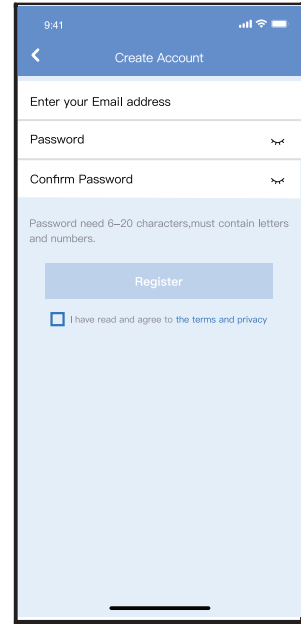 9:41
Create Account
Enter your Email address
Password
Confirm Password
Password need 6–20 characters,must contain letters
and numbers.
Register
I have read and agree to the terms and privacy